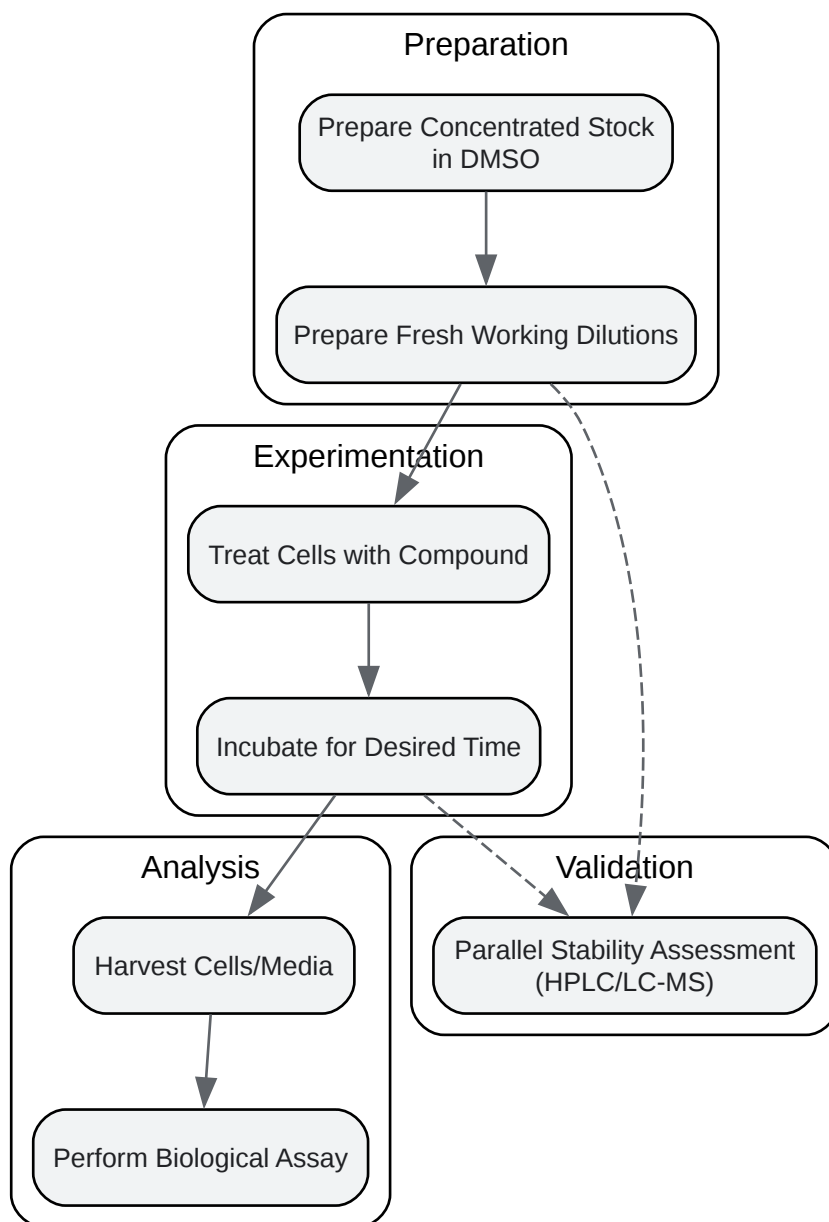 Preparation
Prepare Concentrated Stock
in DMSO
Prepare Fresh Working Dilutions
Experimentation
Treat Cells with Compound
Incubate for Desired Time
Analysis
Harvest Cells/Media
Perform Biological Assay
Validation
Parallel Stability Assessment
(HPLC/LC-MS)